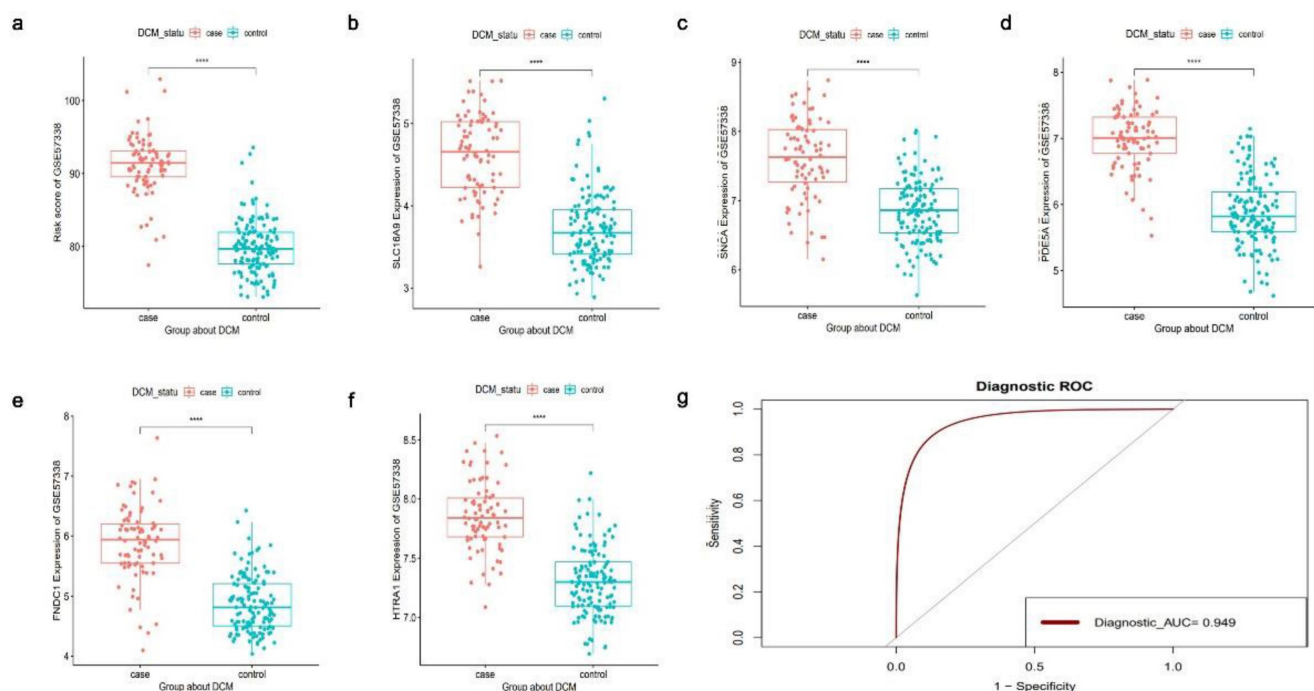 a
DCM_statu case control
****
Risk score of GSE57338
100
90
80
case control
Group about DCM
b
DCM_statu case control
****
SLC16A9 Expression of GSE57338
5
4
3
case control
Group about DCM
c
DCM_statu case control
****
SNCA Expression of GSE57338
9
8
7
6
case control
Group about DCM
d
DCM_statu case control
****
PDE5A Expression of GSE57338
8
7
6
5
case control
Group about DCM
e
DCM_statu case control
****
FNDC1 Expression of GSE57338
8
7
6
5
4
case control
Group about DCM
f
DCM_statu case control
****
HTRA1 Expression of GSE57338
8.5
8.0
7.5
7.0
case control
Group about DCM
g
Diagnostic ROC
Sensitivity
1.0
0.8
0.6
0.4
0.2
0.0
Diagnostic_AUC= 0.949
0.0 0.5 1.0
1 − Specificity